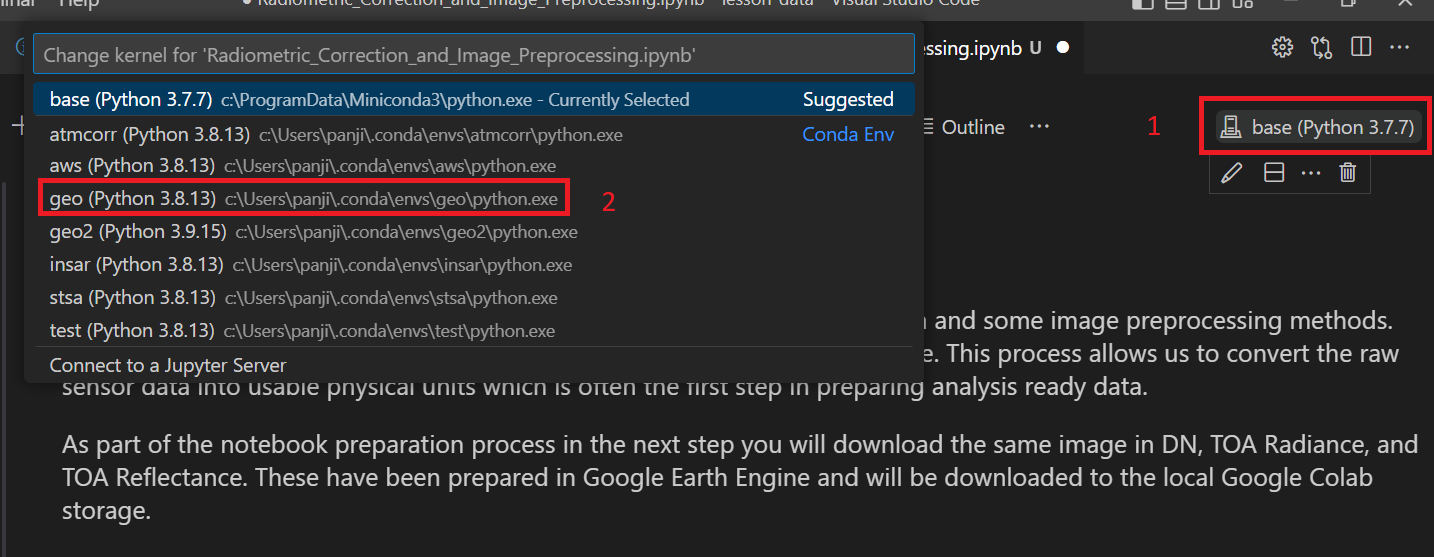 Help
Radiometric_Correction_and_Image_Preprocessing.ipynb - lesson-data - Visual Studio Code
Change kernel for 'Radiometric_Correction_and_Image_Preprocessing.ipynb'
essing.ipynb U
base (Python 3.7.7) c:\ProgramData\Miniconda3\python.exe - Currently Selected Suggested
atmcorr (Python 3.8.13) c:\Users\panji\.conda\envs\atmcorr\python.exe Conda Env
Outline ···
1
base (Python 3.7.7)
aws (Python 3.8.13) c:\Users\panji\.conda\envs\aws\python.exe
geo (Python 3.8.13) c:\Users\panji\.conda\envs\geo\python.exe
2
geo2 (Python 3.9.15) c:\Users\panji\.conda\envs\geo2\python.exe
insar (Python 3.8.13) c:\Users\panji\.conda\envs\insar\python.exe
stsa (Python 3.8.13) c:\Users\panji\.conda\envs\stsa\python.exe
test (Python 3.8.13) c:\Users\panji\.conda\envs\test\python.exe
Connect to a Jupyter Server
and some image preprocessing methods.
e. This process allows us to convert the raw
sensor data into usable physical units which is often the first step in preparing analysis ready data.
As part of the notebook preparation process in the next step you will download the same image in DN, TOA Radiance, and
TOA Reflectance. These have been prepared in Google Earth Engine and will be downloaded to the local Google Colab
storage.